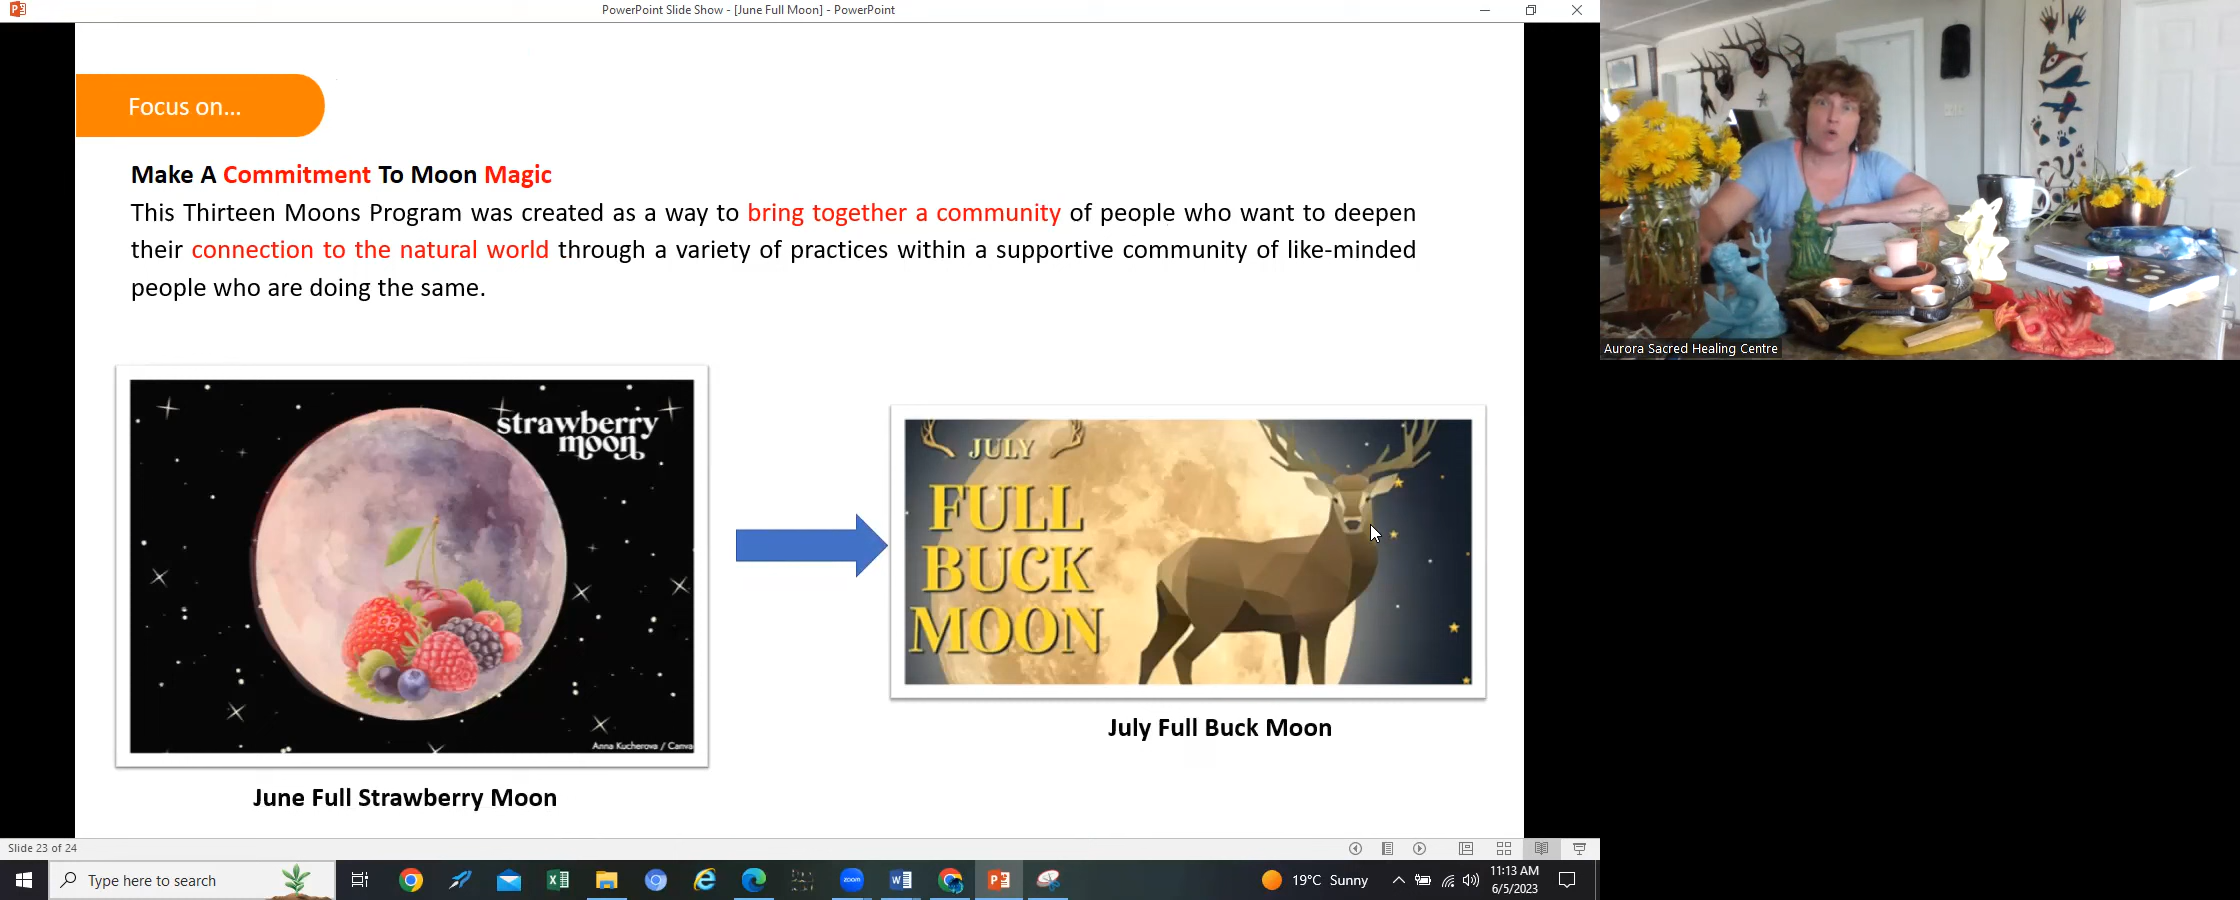 PowerPoint Slide Show - [June Full Moon] - PowerPoint
Focus on...
Make A Commitment To Moon Magic
This Thirteen Moons Program was created as a way to bring together a community of people who want to deepen
their connection to the natural world through a variety of practices within a supportive community of like-minded
people who are doing the same.
strawberry
moon
Anna Kucherova / Canva
June Full Strawberry Moon
JULY
FULL
BUCK
MOON
July Full Buck Moon
Aurora Sacred Healing Centre
Slide 23 of 24
Type here to search
zoom
19°C Sunny
11:13 AM
6/5/2023